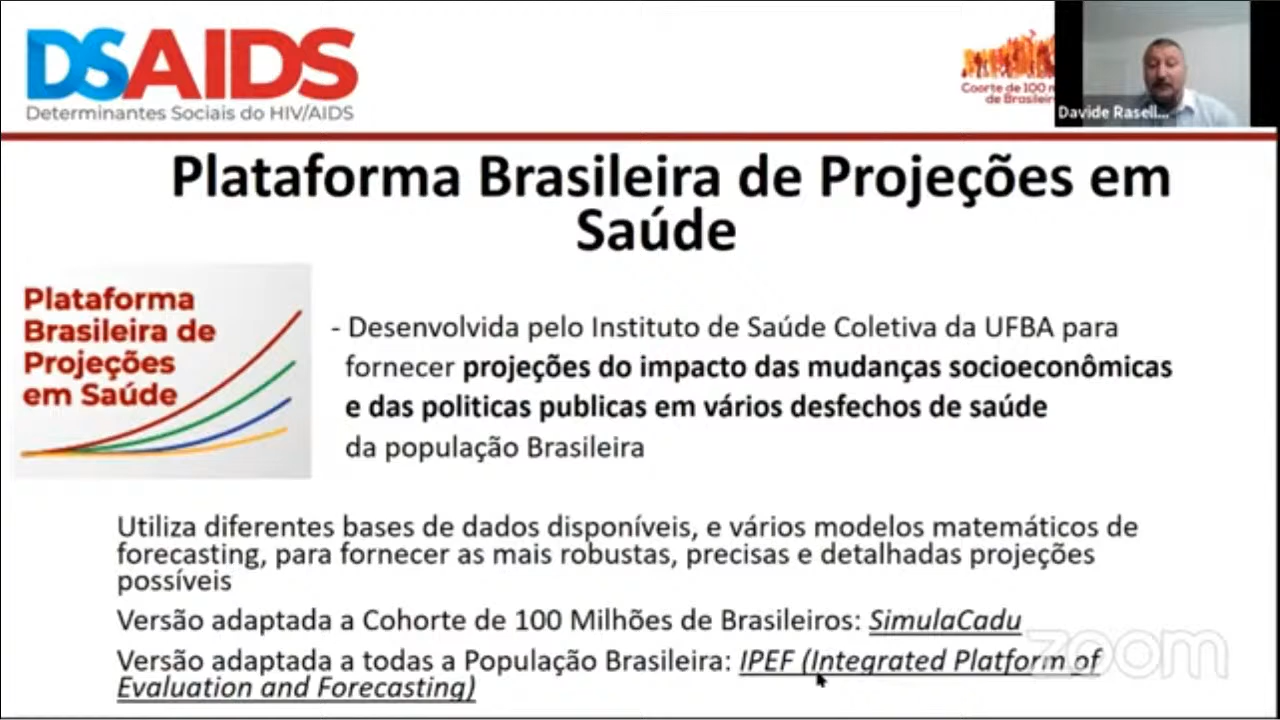 DSAIDS
Determinantes Sociais do HIV/AIDS
Coorte de 100 m
de Brasileir
Davide Rasell...
Plataforma Brasileira de Projeções em
Saúde
Plataforma
Brasileira de
Projeções
em Saúde
- Desenvolvida pelo Instituto de Saúde Coletiva da UFBA para
fornecer projeções do impacto das mudanças socioeconômicas
e das politicas publicas em vários desfechos de saúde
da população Brasileira
Utiliza diferentes bases de dados disponíveis, e vários modelos matemáticos de
forecasting, para fornecer as mais robustas, precisas e detalhadas projeções
possíveis
Versão adaptada a Cohorte de 100 Milhões de Brasileiros: SimulaCadu
Versão adaptada a todas a População Brasileira: IPEF (Integrated Platform of
Evaluation and Forecasting)
zoom